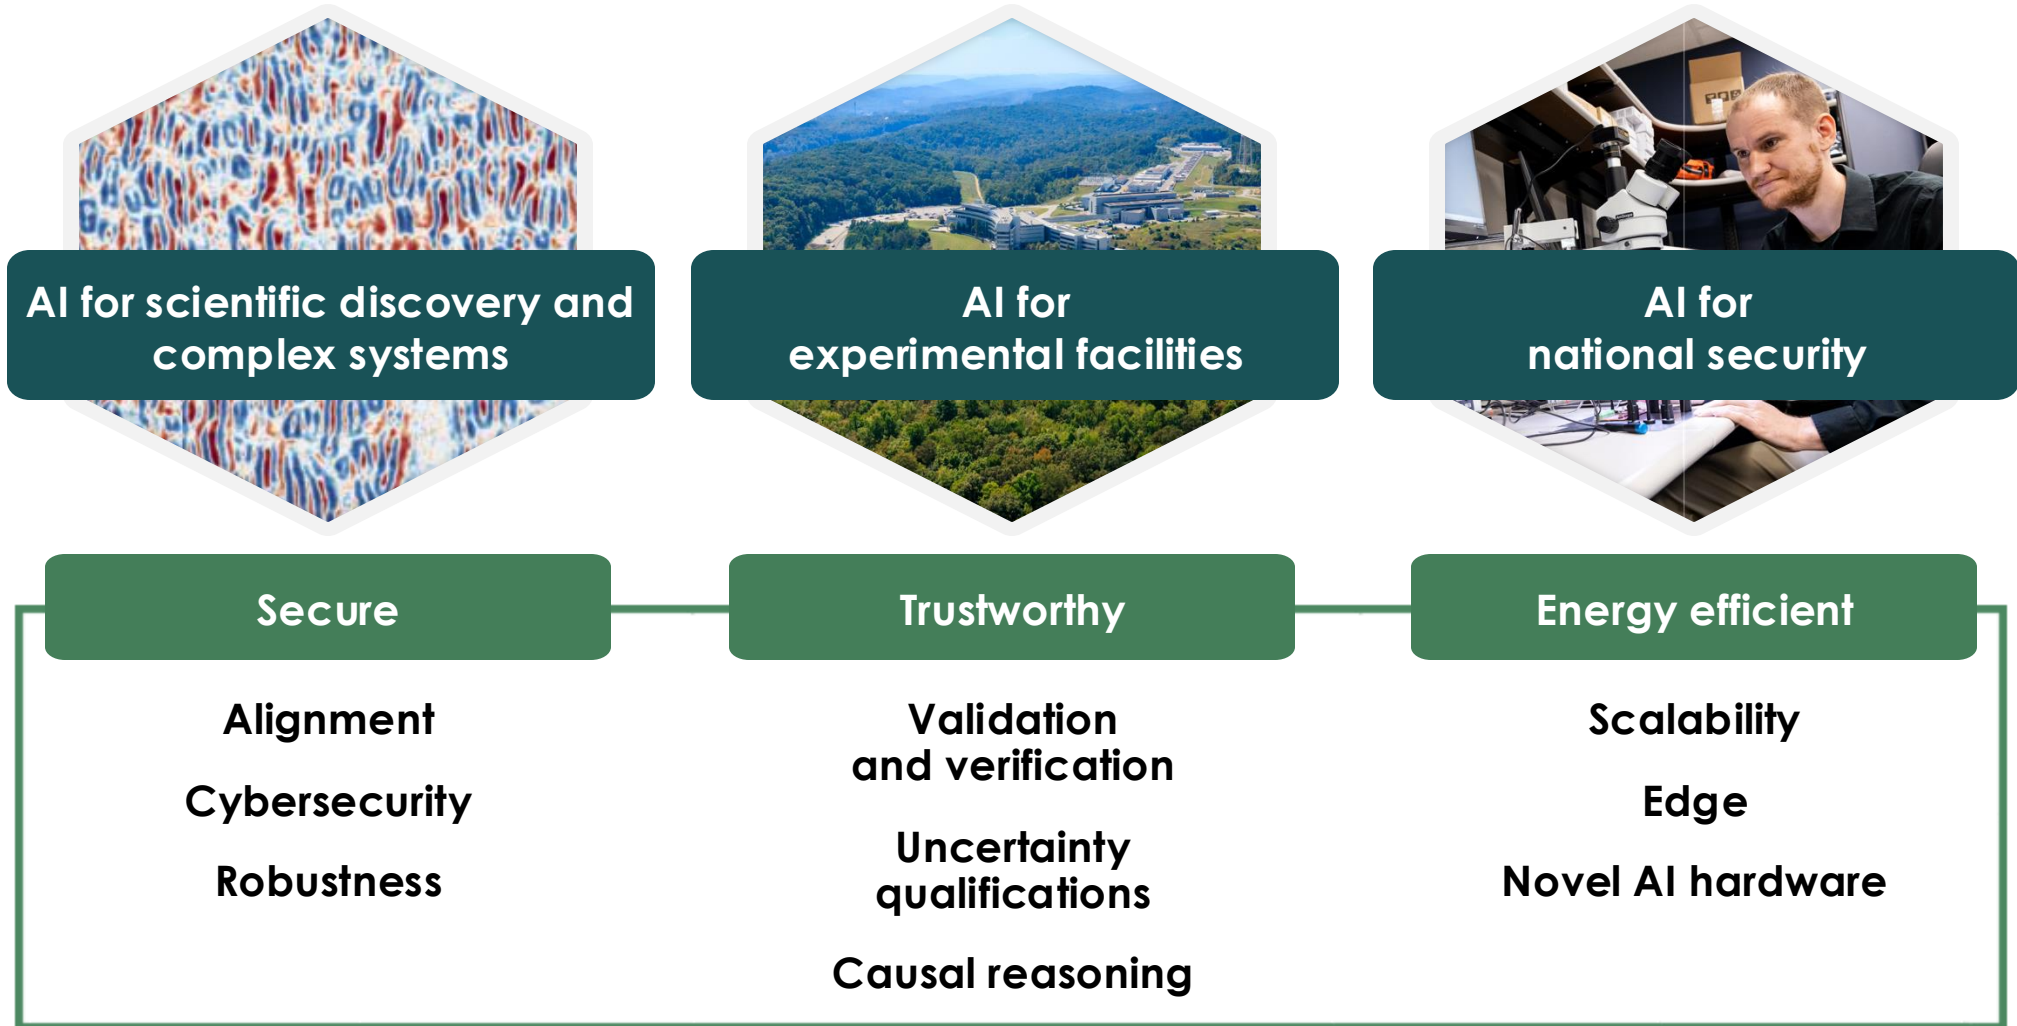 AI for scientific discovery and
complex systems
AI for
experimental facilities
AI for
national security
Secure
Alignment
Cybersecurity
Robustness
Trustworthy
Validation
and verification
Uncertainty
qualifications
Causal reasoning
Energy efficient
Scalability
Edge
Novel AI hardware